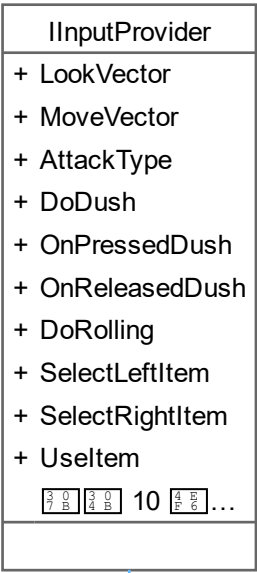 IInputProvider
+ LookVector
+ MoveVector
+ AttackType
+ DoDush
+ OnPressedDush
+ OnReleasedDush
+ DoRolling
+ SelectLeftItem
+ SelectRightItem
+ UseItem
10 …